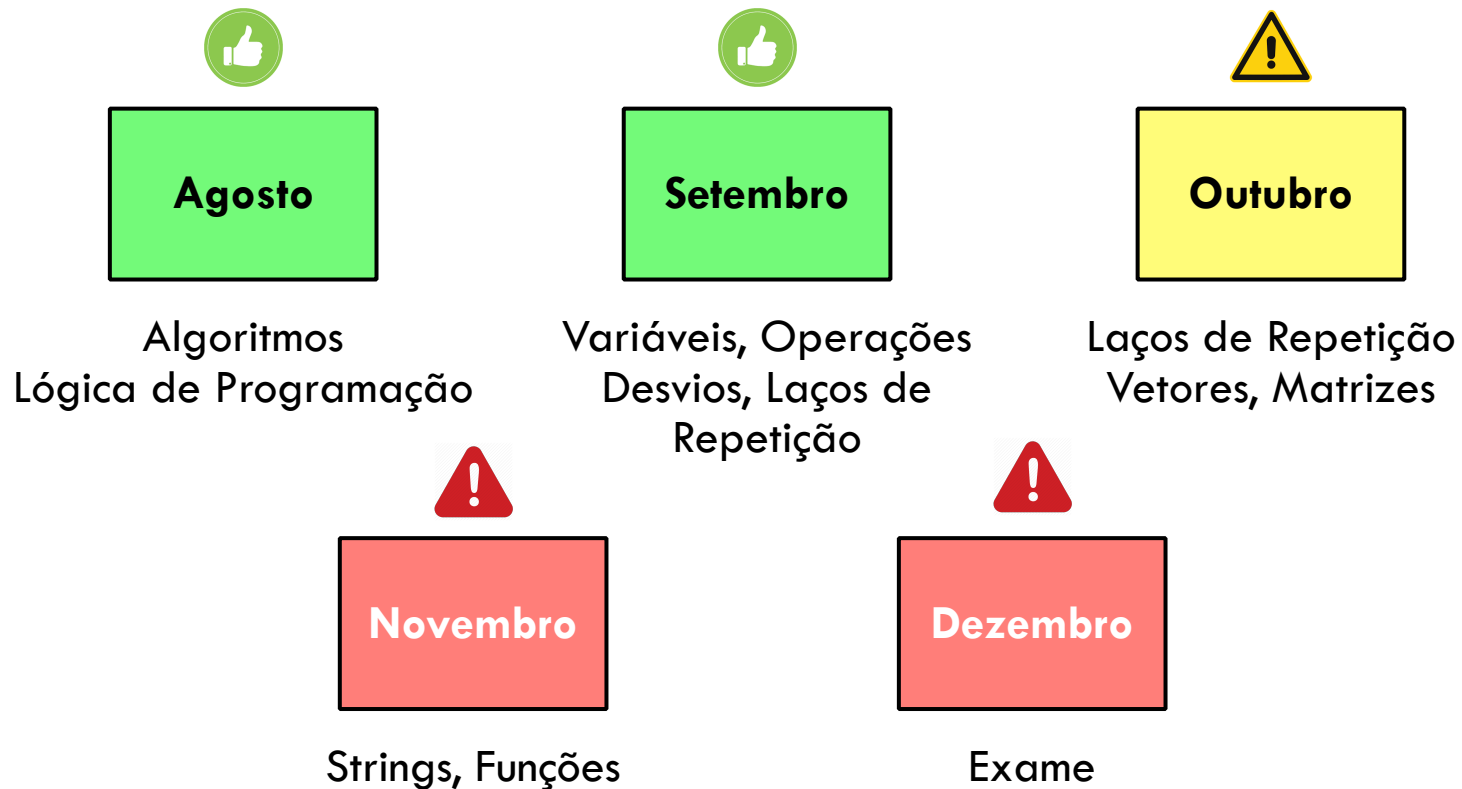 Agosto
Setembro
Outubro
Algoritmos
Lógica de Programação
Variáveis, Operações
Desvios, Laços de
Repetição
Laços de Repetição
Vetores, Matrizes
Novembro
Dezembro
Strings, Funções
Exame